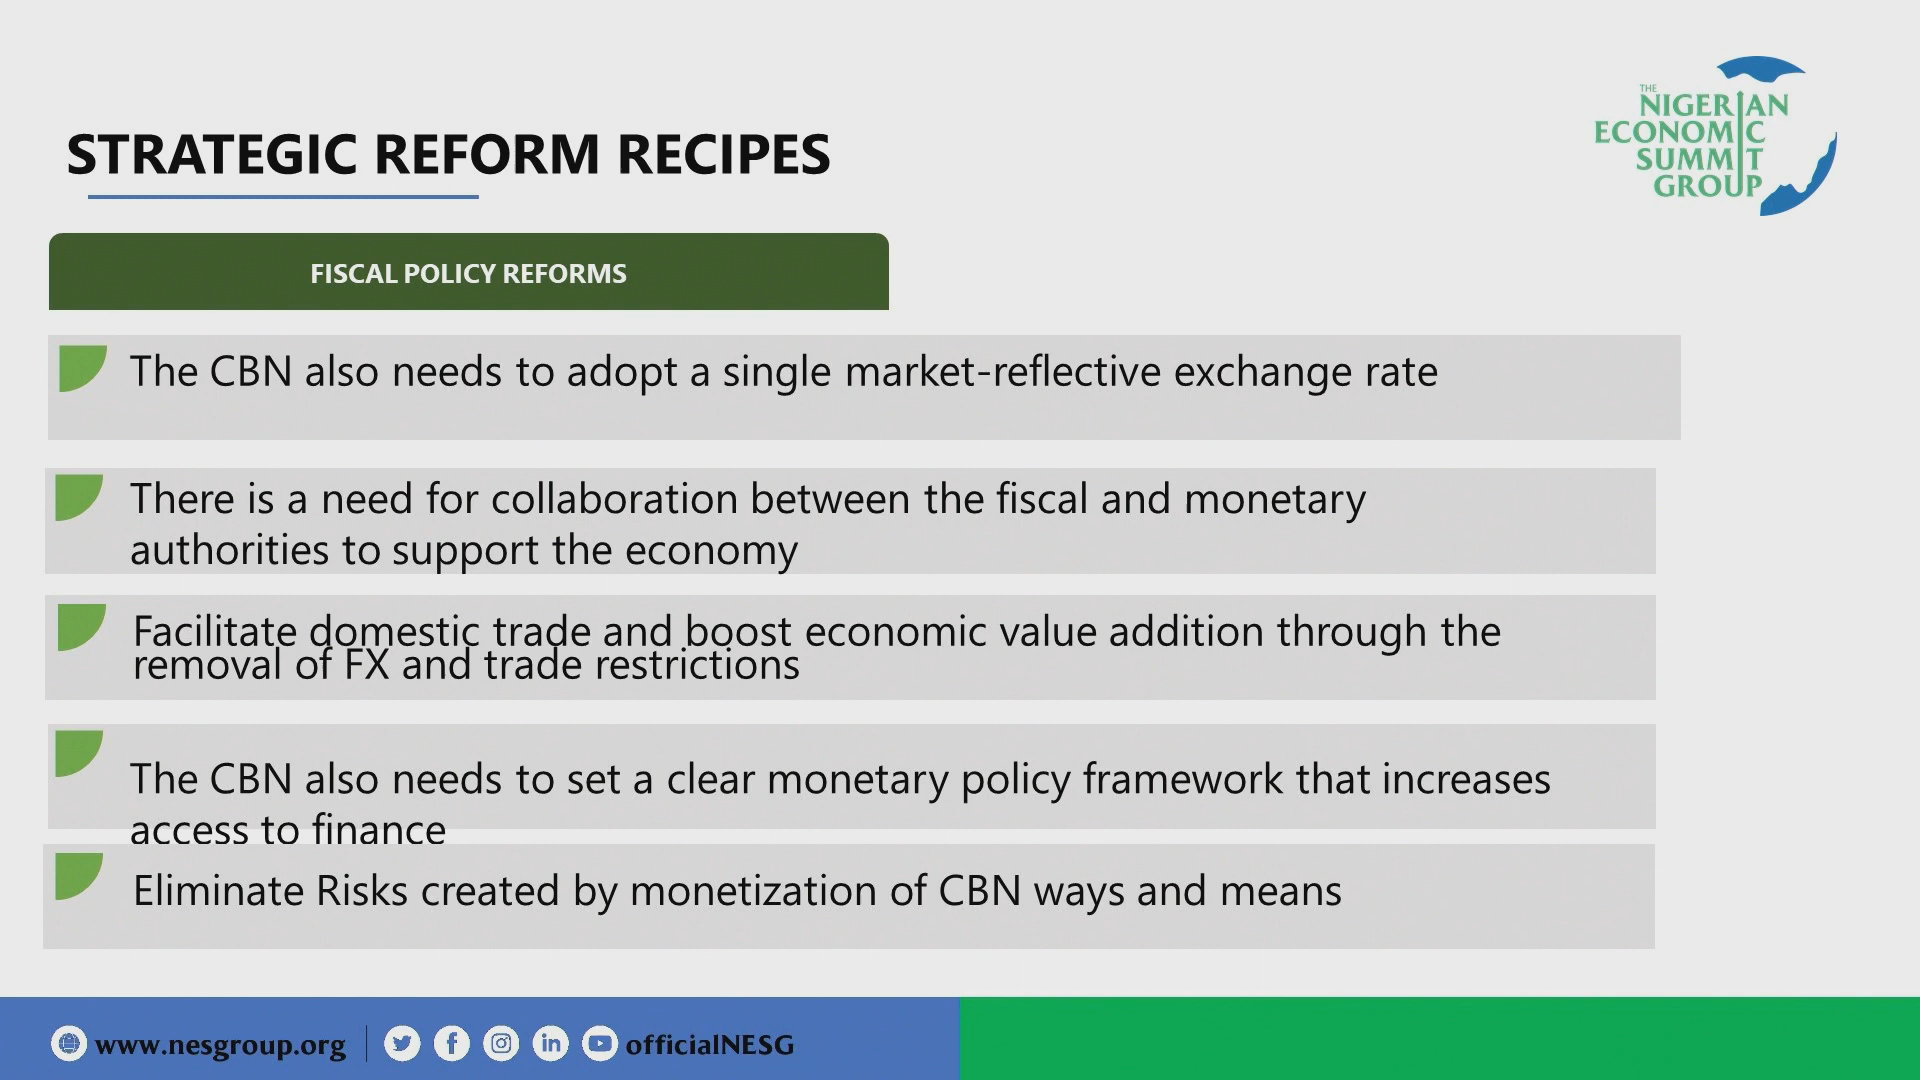 THE
NIGERIAN
ECONOMIC
SUMMIT
GROUP
STRATEGIC REFORM RECIPES
FISCAL POLICY REFORMS
The CBN also needs to adopt a single market-reflective exchange rate
There is a need for collaboration between the fiscal and monetary
authorities to support the economy
Facilitate domestic trade and boost economic value addition through the
removal of FX and trade restrictions
The CBN also needs to set a clear monetary policy framework that increases
access to finance
Eliminate Risks created by monetization of CBN ways and means
www.nesgroup.org
officialNESG